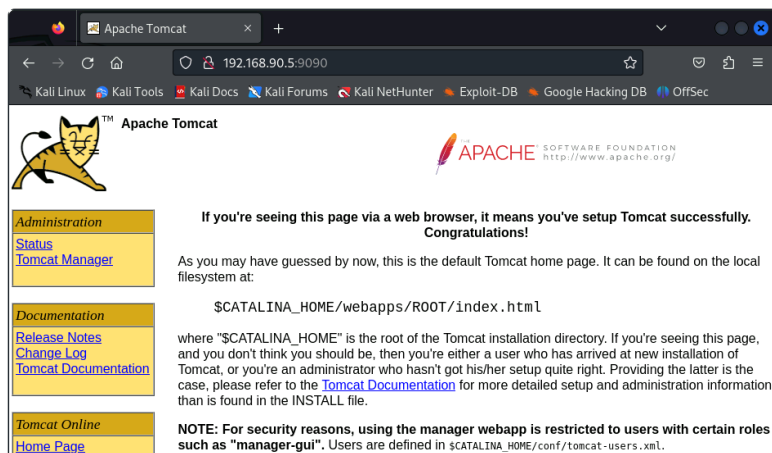 Apache Tomcat
192.168.90.5:9090
Kali Linux Kali Tools Kali Docs Kali Forums Kali NetHunter Exploit-DB Google Hacking DB OffSec
TM
Apache Tomcat
THE
APACHE®
SOFTWARE FOUNDATION
http://www.apache.org/
Administration
Status
Tomcat Manager
Documentation
Release Notes
Change Log
Tomcat Documentation
Tomcat Online
Home Page
If you're seeing this page via a web browser, it means you've setup Tomcat successfully.
Congratulations!
As you may have guessed by now, this is the default Tomcat home page. It can be found on the local
filesystem at:
$CATALINA_HOME/webapps/ROOT/index.html
where "$CATALINA_HOME" is the root of the Tomcat installation directory. If you're seeing this page,
and you don't think you should be, then you're either a user who has arrived at new installation of
Tomcat, or you're an administrator who hasn't got his/her setup quite right. Providing the latter is the
case, please refer to the Tomcat Documentation for more detailed setup and administration information
than is found in the INSTALL file.
NOTE: For security reasons, using the manager webapp is restricted to users with certain roles
such as "manager-gui". Users are defined in $CATALINA_HOME/conf/tomcat-users.xml.